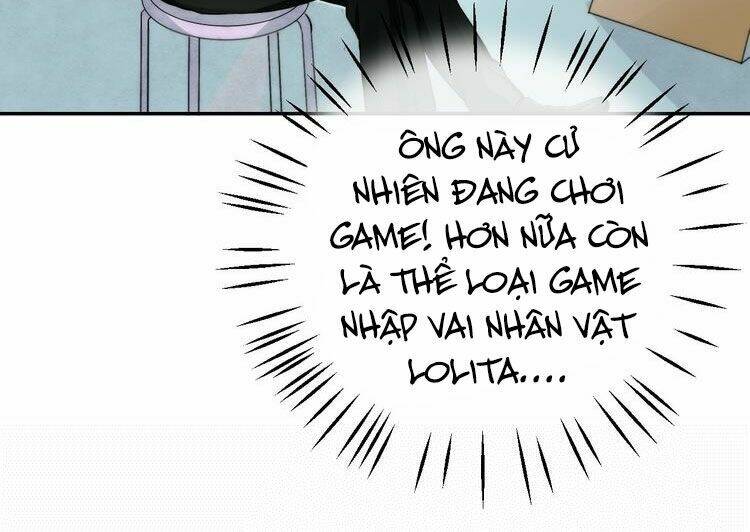 ÔNG NÀY CƯ
NHIÊN ĐANG CHƠI
GAME! HƠN NỮA CÒN
LÀ THỂ LOẠI GAME
NHẬP VAI NHÂN VẬT
LOLITA....